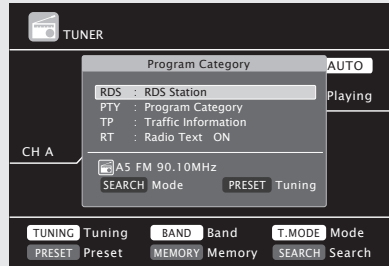 TUNER
Program Category
AUTO
RDS : RDS Station
PTY : Program Category
TP : Traffic Information
RT : Radio Text ON
Playing
CH A
A5 FM 90.10MHz
SEARCH Mode PRESET Tuning
TUNING Tuning BAND Band T.MODE Mode
PRESET Preset MEMORY Memory SEARCH Search